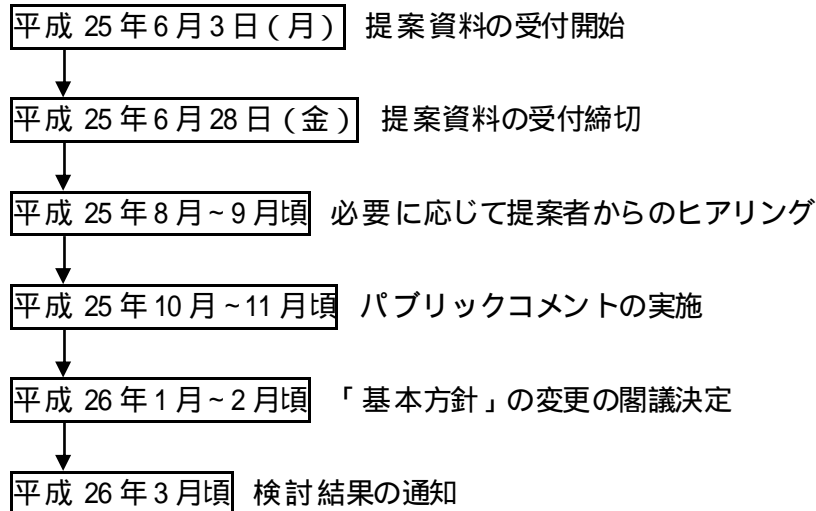 平成 25 年 6 月 3 日(月) 提案資料の受付開始
平成 25 年 6 月 28 日(金) 提案資料の受付締切
平成 25 年 8 月~9 月頃 必要に応じて提案者からのヒアリング
平成 25 年 10 月~11 月頃 パブリックコメントの実施
平成 26 年 1 月~2 月頃 「基本方針」の変更の閣議決定
平成 26 年 3 月頃 検討結果の通知